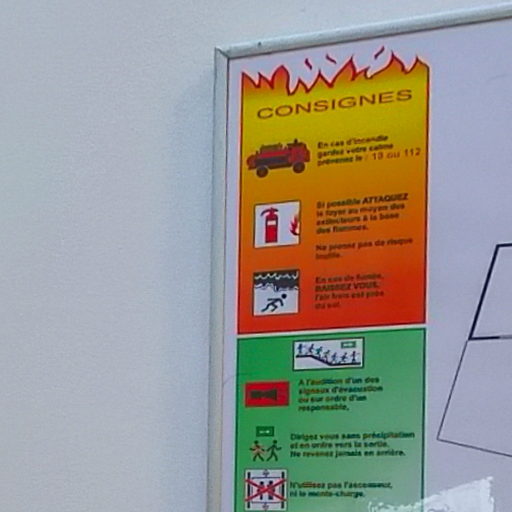 CONSIGNES
En cas d'incendie
gardez votre calme
prévenez le : 18 ou 112
Si possible ATTAQUEZ
le foyer au moyen des
extincteurs à la base
des flammes.
Ne prenez pas de risque
inutile.
En cas de fumée,
BAISSEZ VOUS,
l'air frais est près
du sol.
A l'audition d'un des
signaux d'évacuation
ou sur ordre d'un
responsable,
Dirigez vous sans précipitation
et en ordre vers la sortie.
Ne revenez jamais en arrière.
N'utilisez pas l'ascenseur,
ni le monte-charge.